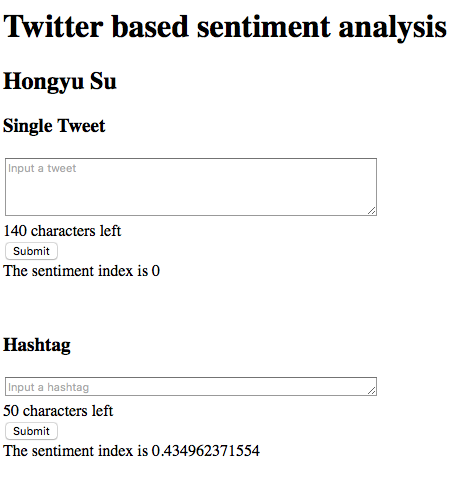 Twitter based sentiment analysis
Hongyu Su
Single Tweet
Input a tweet
140 characters left
Submit
The sentiment index is 0
Hashtag
Input a hashtag
50 characters left
Submit
The sentiment index is 0.434962371554